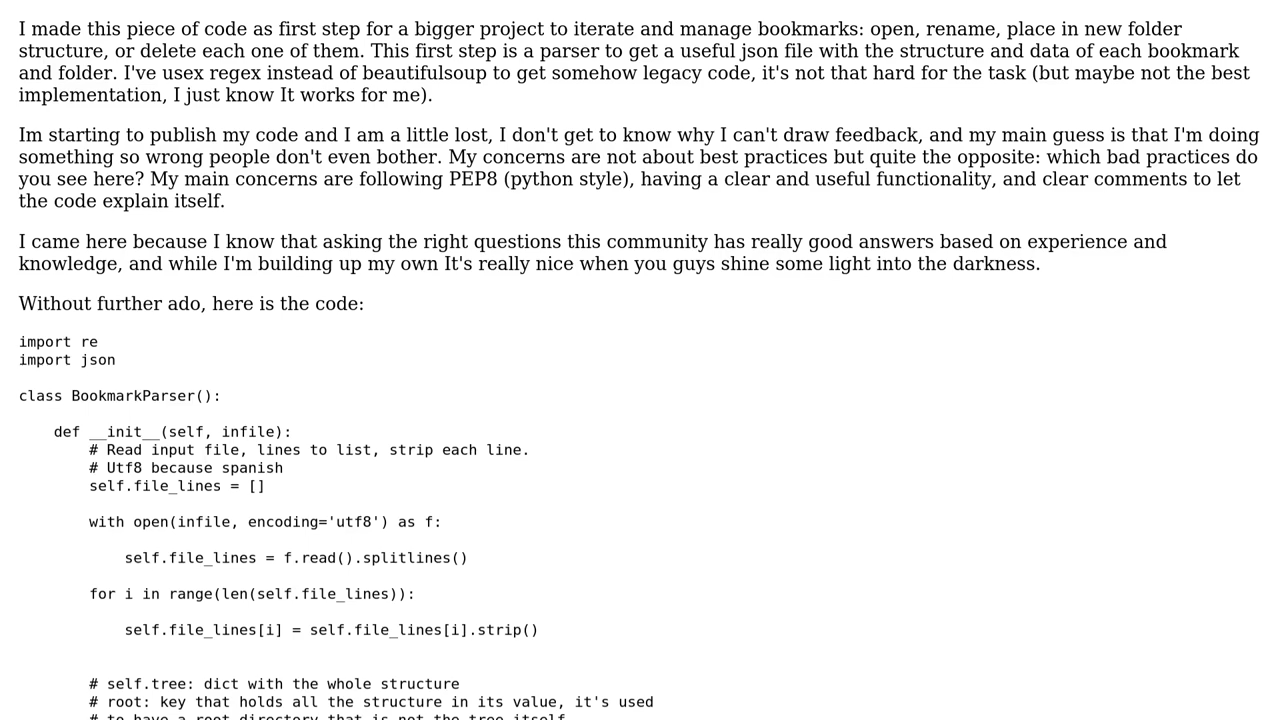 I made this piece of code as first step for a bigger project to iterate and manage bookmarks: open, rename, place in new folder
structure, or delete each one of them. This first step is a parser to get a useful json file with the structure and data of each bookmark
and folder. I've usex regex instead of beautifulsoup to get somehow legacy code, it's not that hard for the task (but maybe not the best
implementation, I just know It works for me).
Im starting to publish my code and I am a little lost, I don't get to know why I can't draw feedback, and my main guess is that I'm doing
something so wrong people don't even bother. My concerns are not about best practices but quite the opposite: which bad practices do
you see here? My main concerns are following PEP8 (python style), having a clear and useful functionality, and clear comments to let
the code explain itself.
I came here because I know that asking the right questions this community has really good answers based on experience and
knowledge, and while I'm building up my own It's really nice when you guys shine some light into the darkness.
Without further ado, here is the code:
import re
import json
class BookmarkParser():
    def __init__(self, infile):
        # Read input file, lines to list, strip each line.
        # Utf8 because spanish
        self.file_lines = []
        with open(infile, encoding='utf8') as f:
            self.file_lines = f.read().splitlines()
        for i in range(len(self.file_lines)):
            self.file_lines[i] = self.file_lines[i].strip()
        # self.tree: dict with the whole structure
        # root: key that holds all the structure in its value, it's used
        # to have a root directory that is not the tree itself